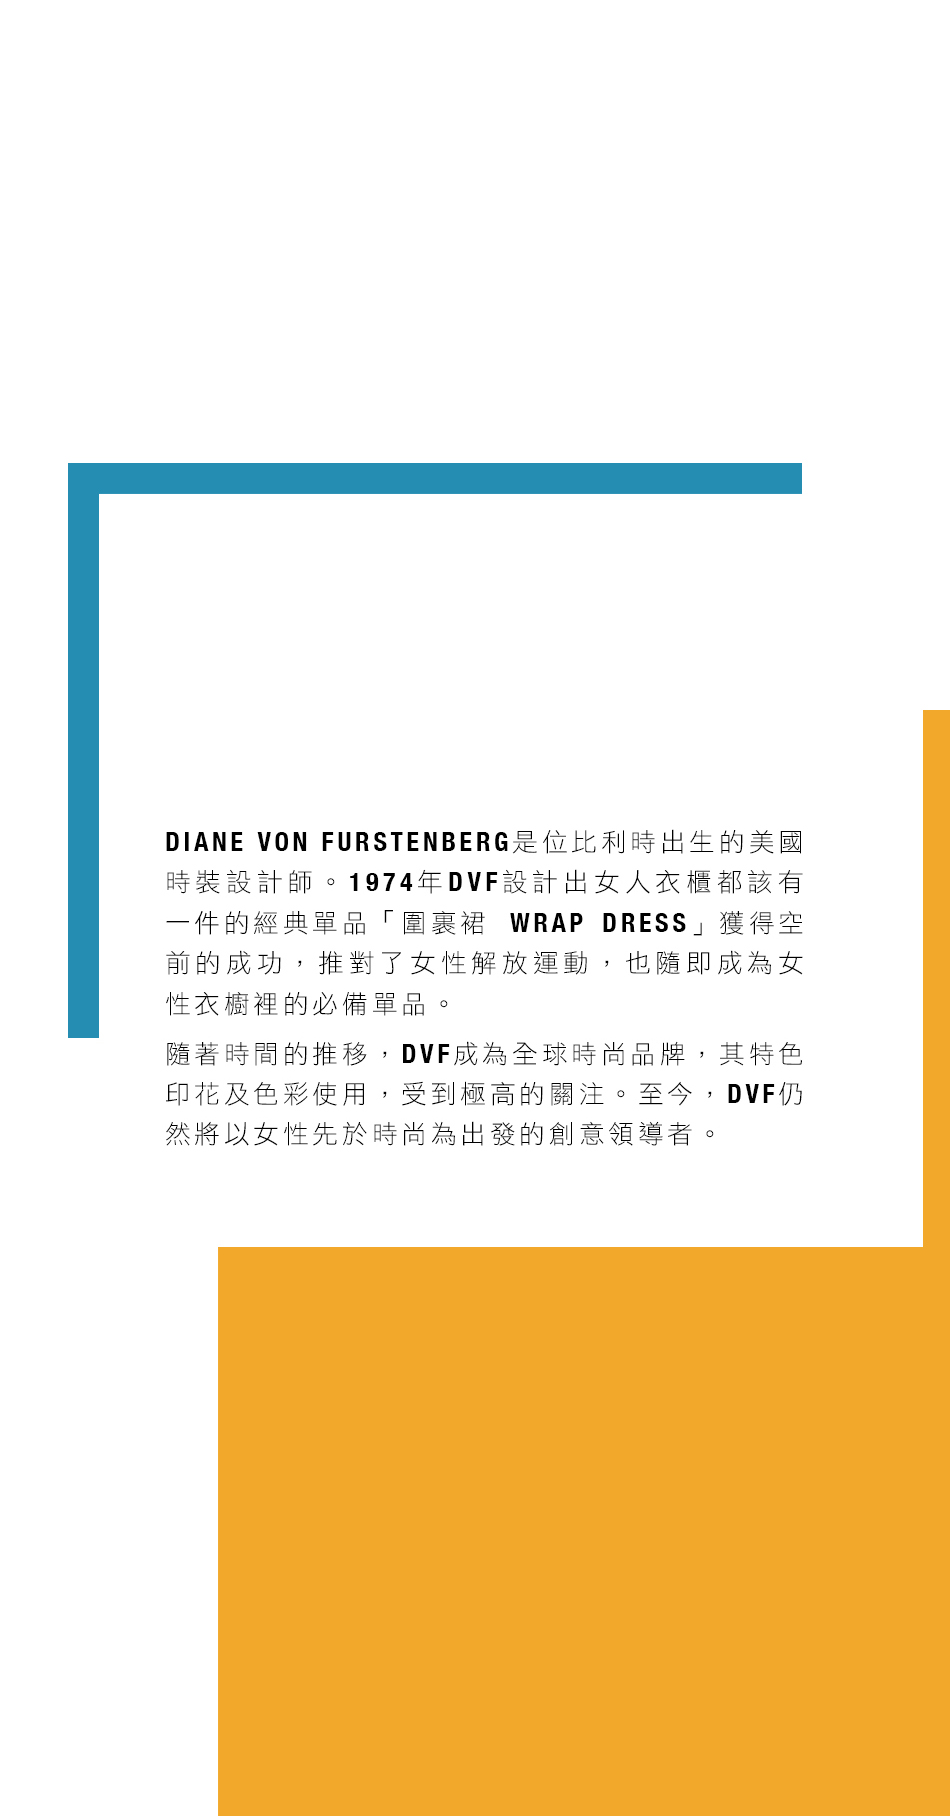 DIANE VON FURSTENBERG是位比利時出生的美國
時裝設計師。1974年DVF設計出女人衣櫃都該有
一件的經典單品「圍裹裙 WRAP DRESS」獲得空
前的成功，推對了女性解放運動，也隨即成為女
性衣櫥裡的必備單品。
隨著時間的推移，DVF成為全球時尚品牌，其特色
印花及色彩使用，受到極高的關注。至今，DVF仍
然將以女性先於時尚為出發的創意領導者。